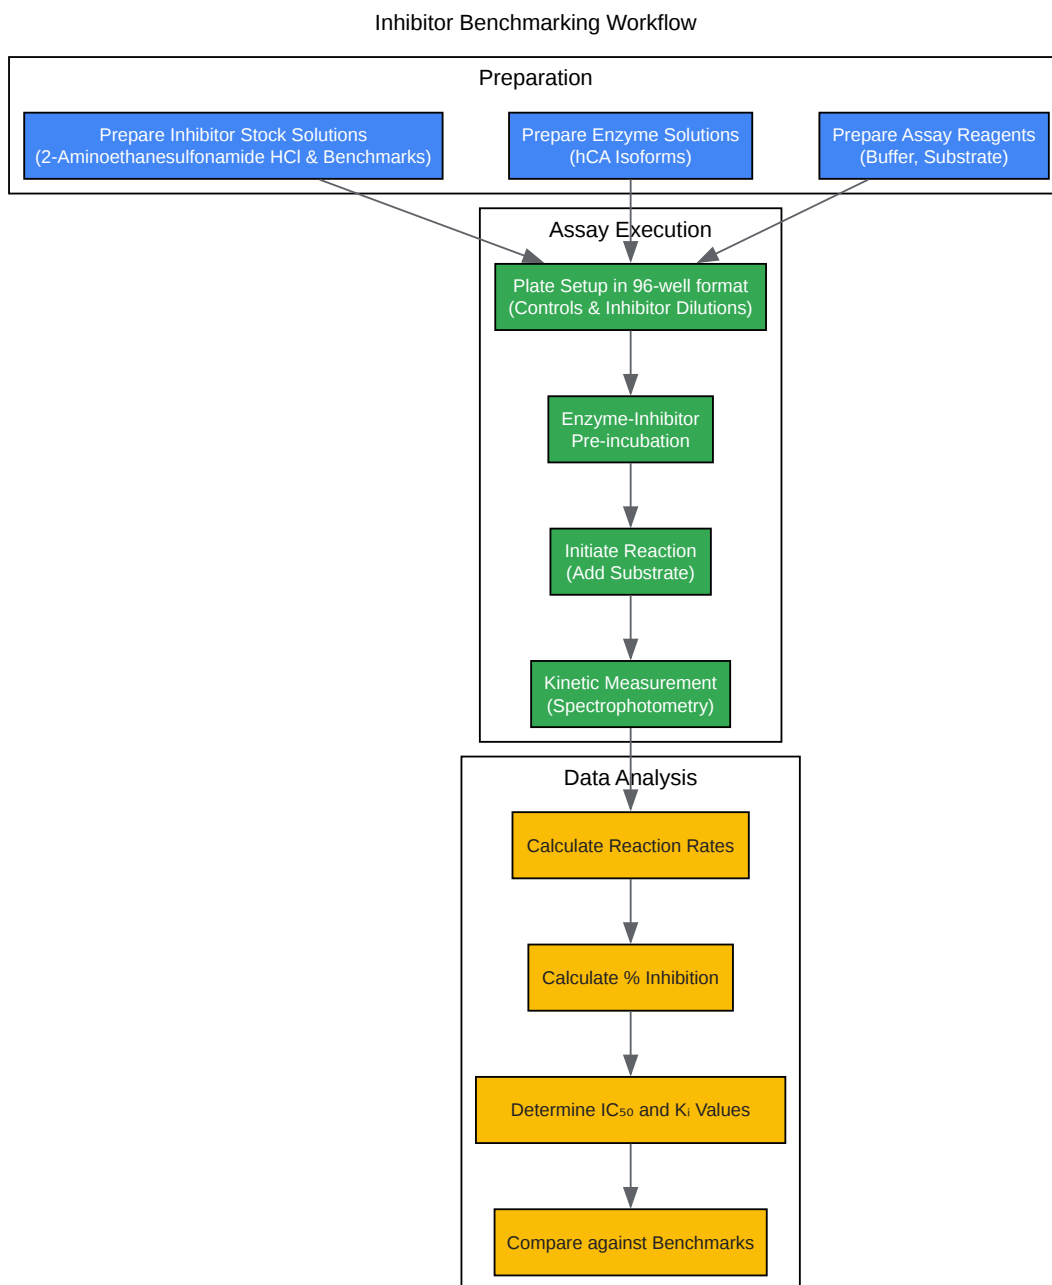 Inhibitor Benchmarking Workflow
Preparation
Prepare Inhibitor Stock Solutions
(2-Aminoethanesulfonamide HCl & Benchmarks)
Prepare Enzyme Solutions
(hCA Isoforms)
Prepare Assay Reagents
(Buffer, Substrate)
Assay Execution
Plate Setup in 96-well format
(Controls & Inhibitor Dilutions)
Enzyme-Inhibitor
Pre-incubation
Initiate Reaction
(Add Substrate)
Kinetic Measurement
(Spectrophotometry)
Data Analysis
Calculate Reaction Rates
Calculate % Inhibition
Determine IC₅₀ and Kᵢ Values
Compare against Benchmarks